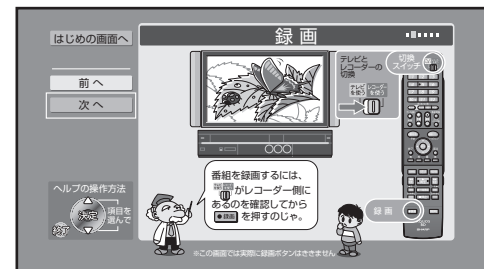 はじめの画面へ
録 画
前 へ
次 へ
テレビと
レコーダーの
切換
テレビ
を使う
レコーダー
を使う
切換
スイッチ
番組を録画するには、
がレコーダー側に
あるのを確認してから
●録画 を押すのじゃ。
ヘルプの操作方法
決定
項目を
選んで
終了
録 画
※この画面では実際に録画ボタンはききません